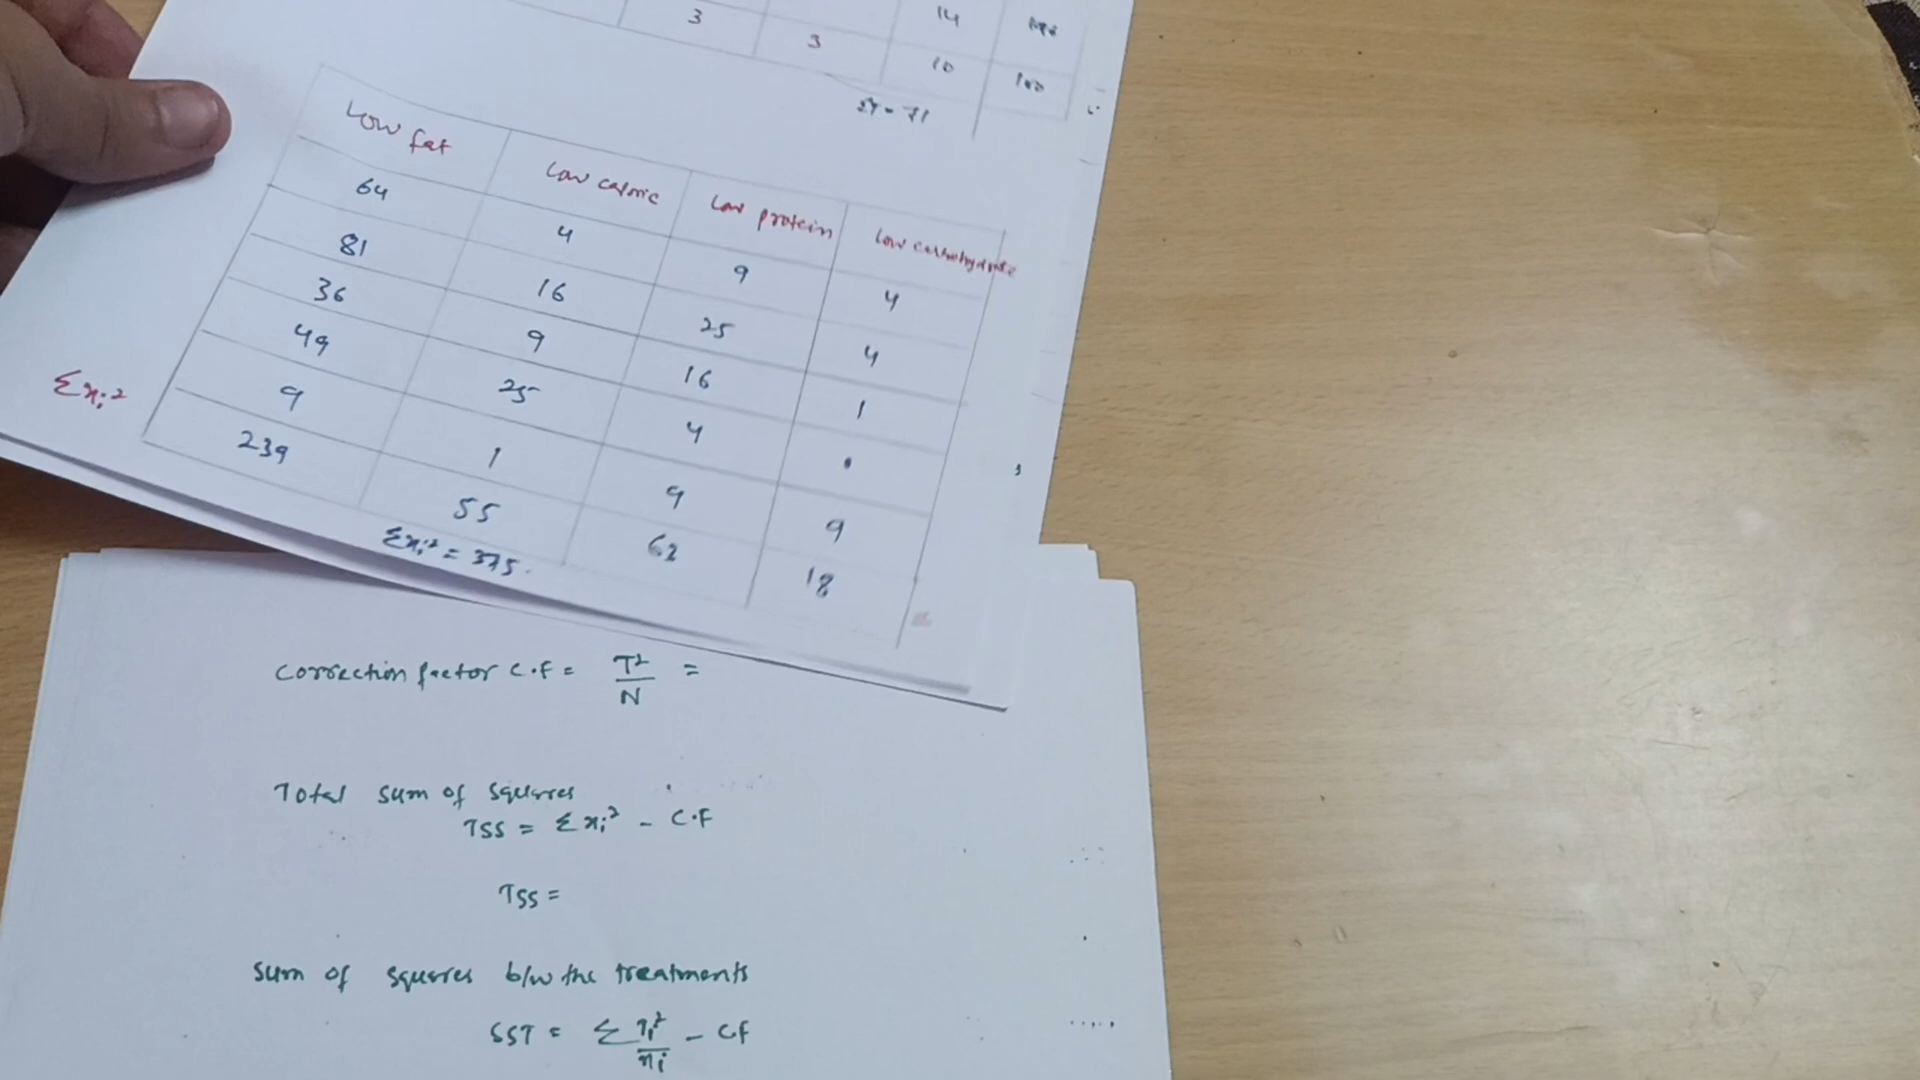 3 14
3 10 100
= 71
Low fat Low calorie Low protein Low carbohydrate
64 4 9 4
81 16 25 4
36 9 16 1
49 25 4
9 1 9 9
Σxi² 239 55 62 18
Σxi² = 375.
Correction factor C.F = T²/N =
Total sum of squares
TSS = Σxi² - C.F
TSS =
Sum of squares b/w the treatments
SST = Σ Ti²/ni - CF